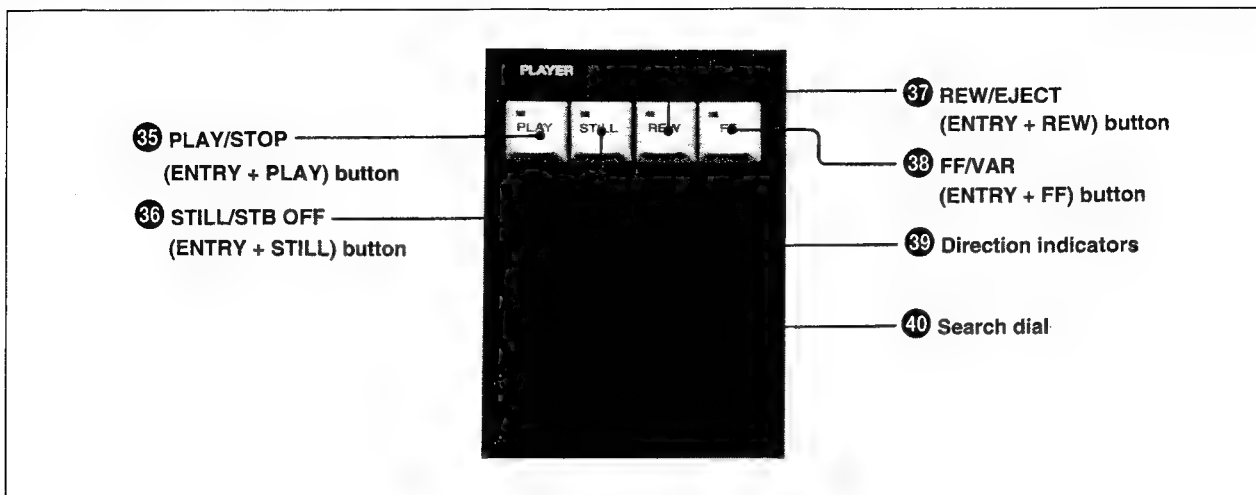 PLAYER
PLAY STILL REW FF
35 PLAY/STOP
(ENTRY + PLAY) button
36 STILL/STB OFF
(ENTRY + STILL) button
37 REW/EJECT
(ENTRY + REW) button
38 FF/VAR
(ENTRY + FF) button
39 Direction indicators
40 Search dial